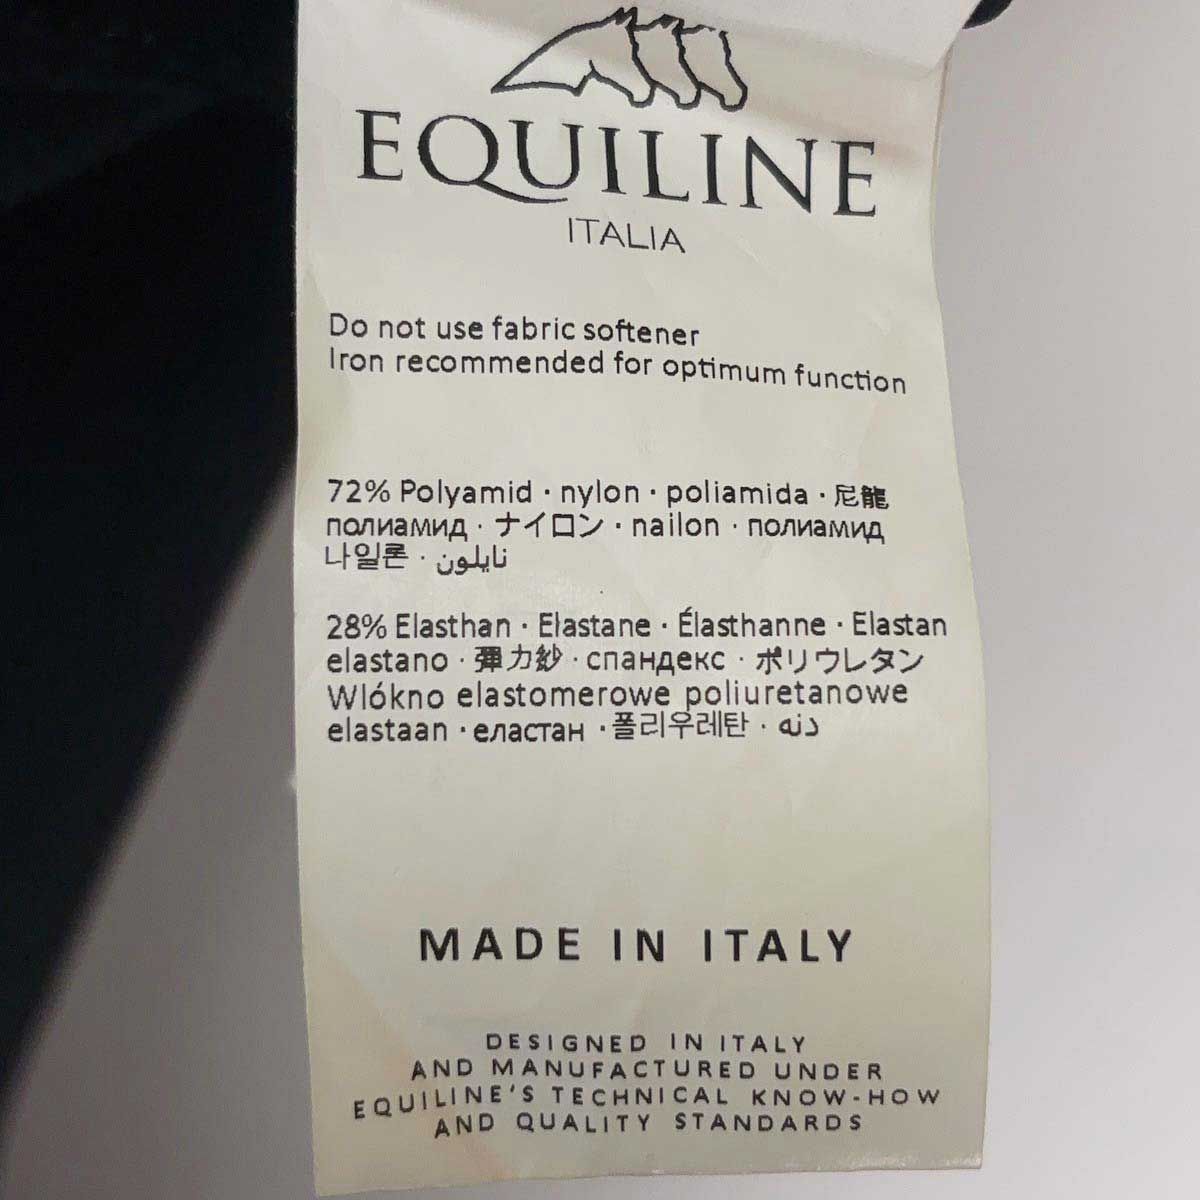 EQUILINE
ITALIA
Do not use fabric softener
Iron recommended for optimum function
72% Polyamid · nylon · poliamida · 尼龍
полиамид · ナイロン · nailon · полиамид
나일론 · نايلون
28% Elasthan · Elastane · Élasthanne · Elastan
elastano · 彈力紗 · спандекс · ポリウレタン
Wlókno elastomerowe poliuretanowe
elastaan · еластан · 폴리우레탄 · دنه
MADE IN ITALY
DESIGNED IN ITALY
AND MANUFACTURED UNDER
EQUILINE'S TECHNICAL KNOW-HOW
AND QUALITY STANDARDS